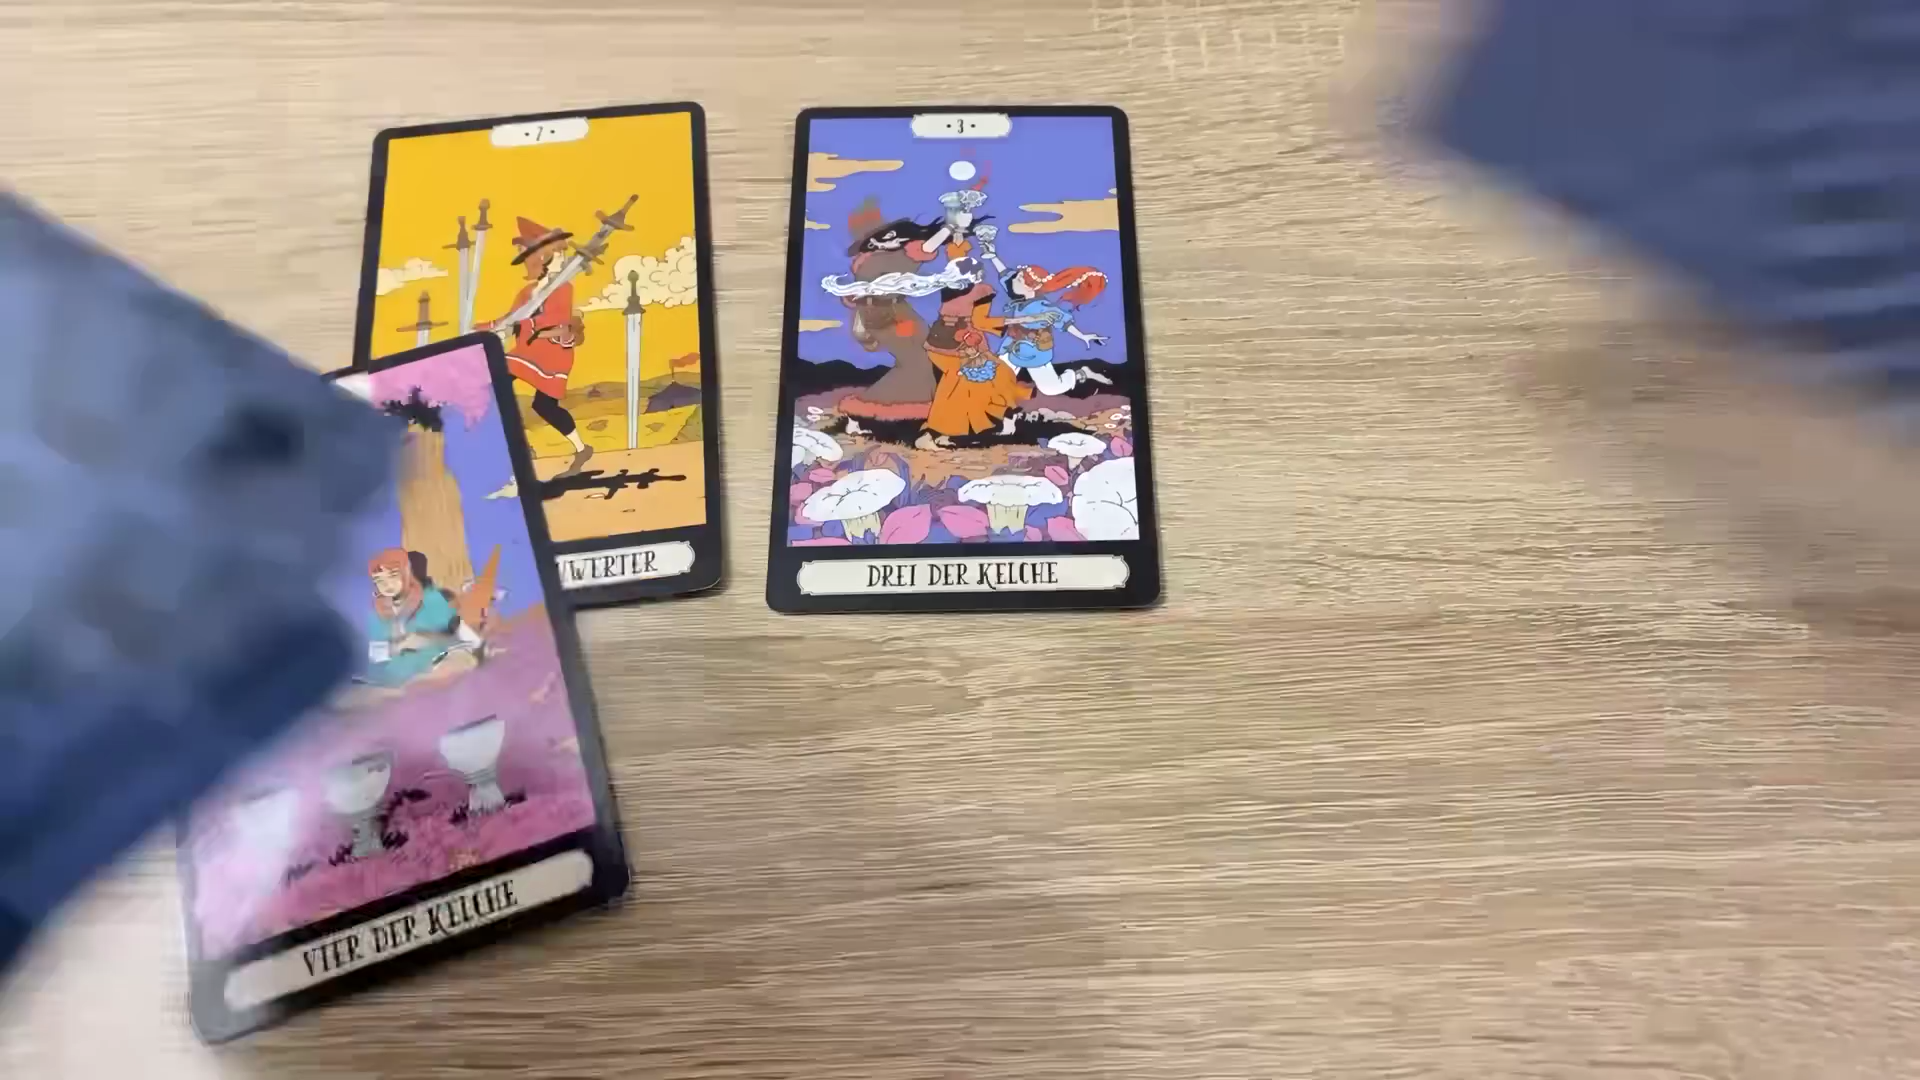 • 7 •
WERTER
• 3 •
DREI DER KELCHE
VIER DER KELCHE